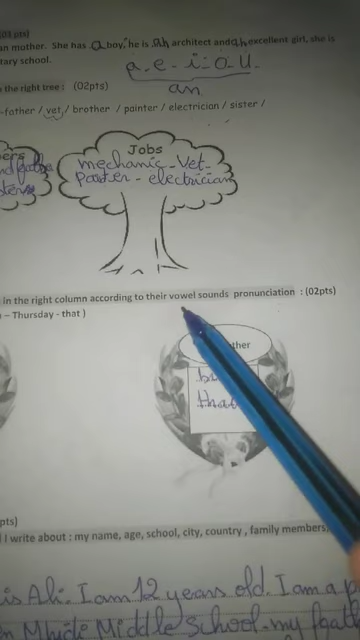 03 pts)
an mother. She has a boy, he is an architect and an excellent girl, she is
tary school.
a.e.i.o.u.
an
the right tree : (02pts)
-father / vet / brother / painter / electrician / sister /
Jobs
mechanic - Vet -
- electrician
in the right column according to their vowel sounds pronunciation : (02pts)
– Thursday - that )
ther
that
pts)
I write about : my name, age, school, city, country , family members,
is Ali. I am 12 years old. I am a p
Middle School. my